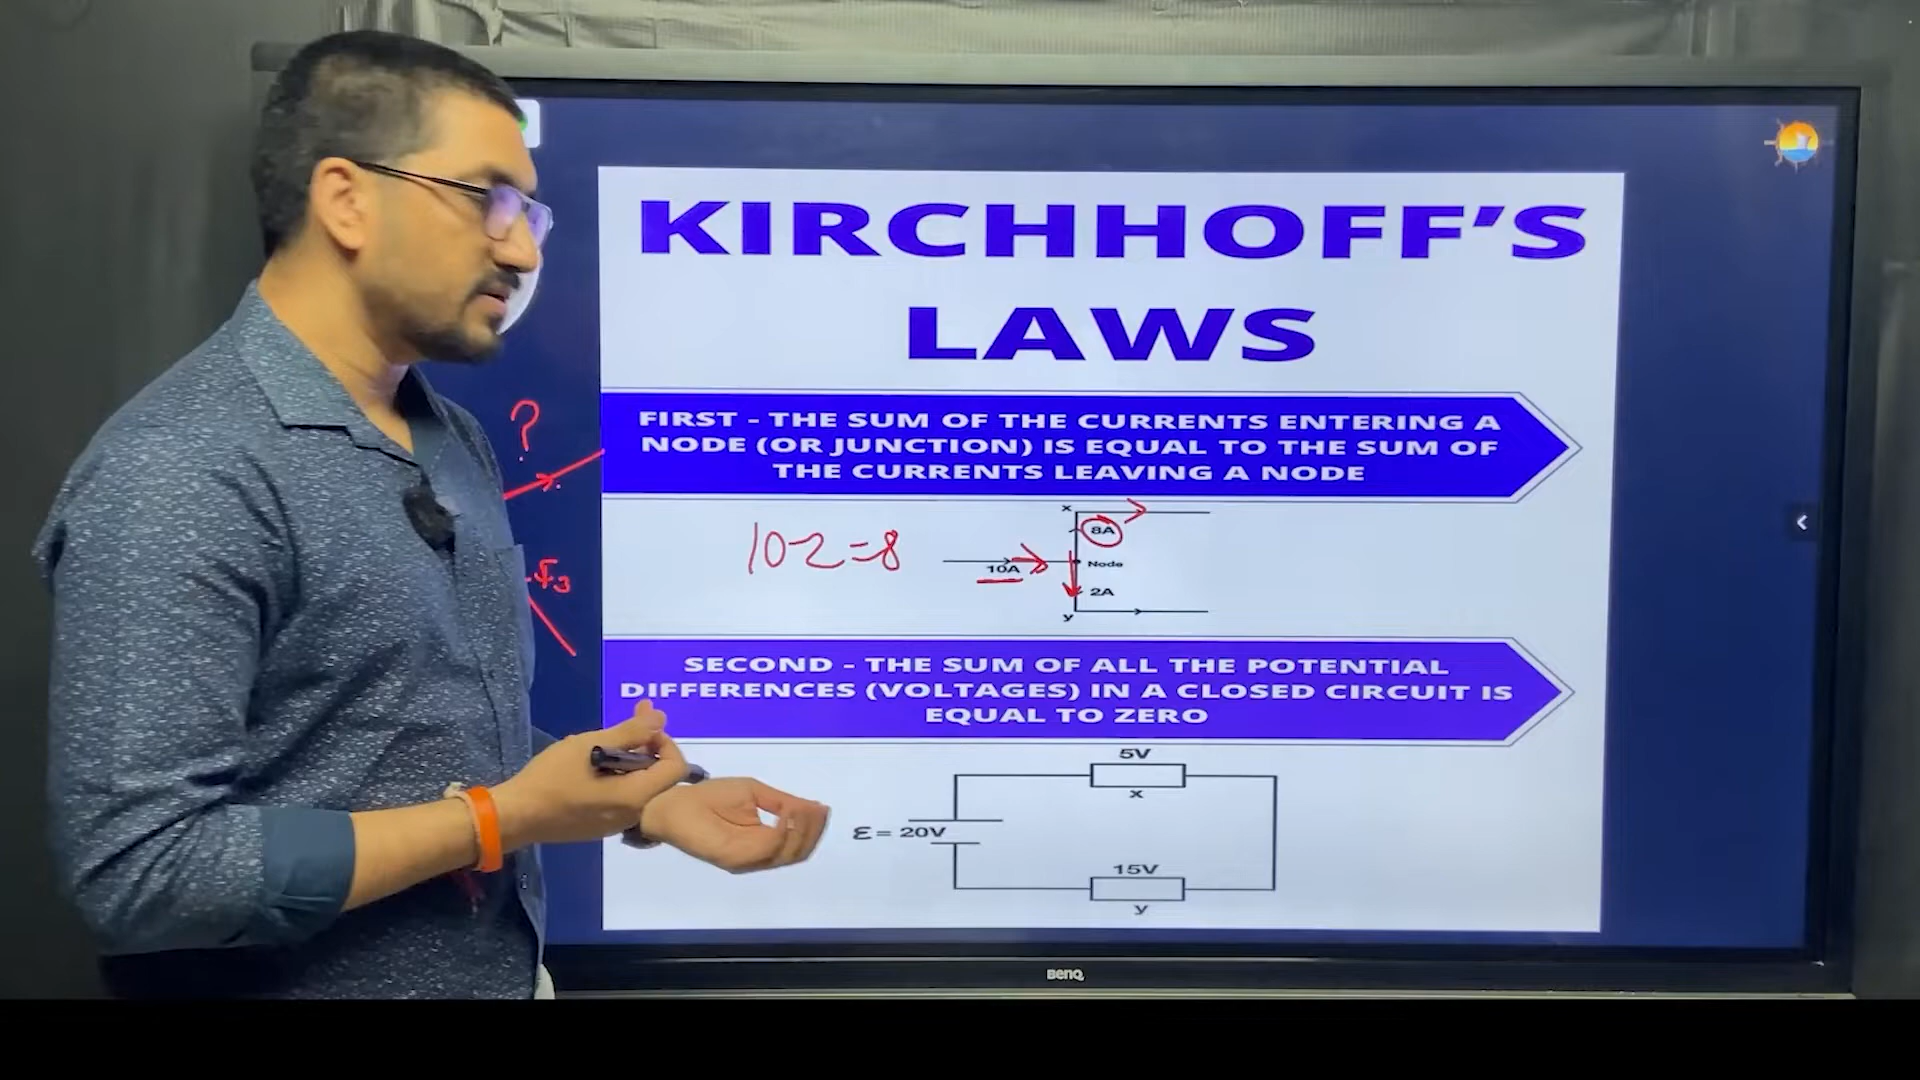 KIRCHHOFF'S
LAWS
FIRST - THE SUM OF THE CURRENTS ENTERING A
NODE (OR JUNCTION) IS EQUAL TO THE SUM OF
THE CURRENTS LEAVING A NODE
?
x
8A
10-2=8
10A
Node
2A
y
SECOND - THE SUM OF ALL THE POTENTIAL
DIFFERENCES (VOLTAGES) IN A CLOSED CIRCUIT IS
EQUAL TO ZERO
5V
x
Ɛ = 20V
15V
y
BenQ